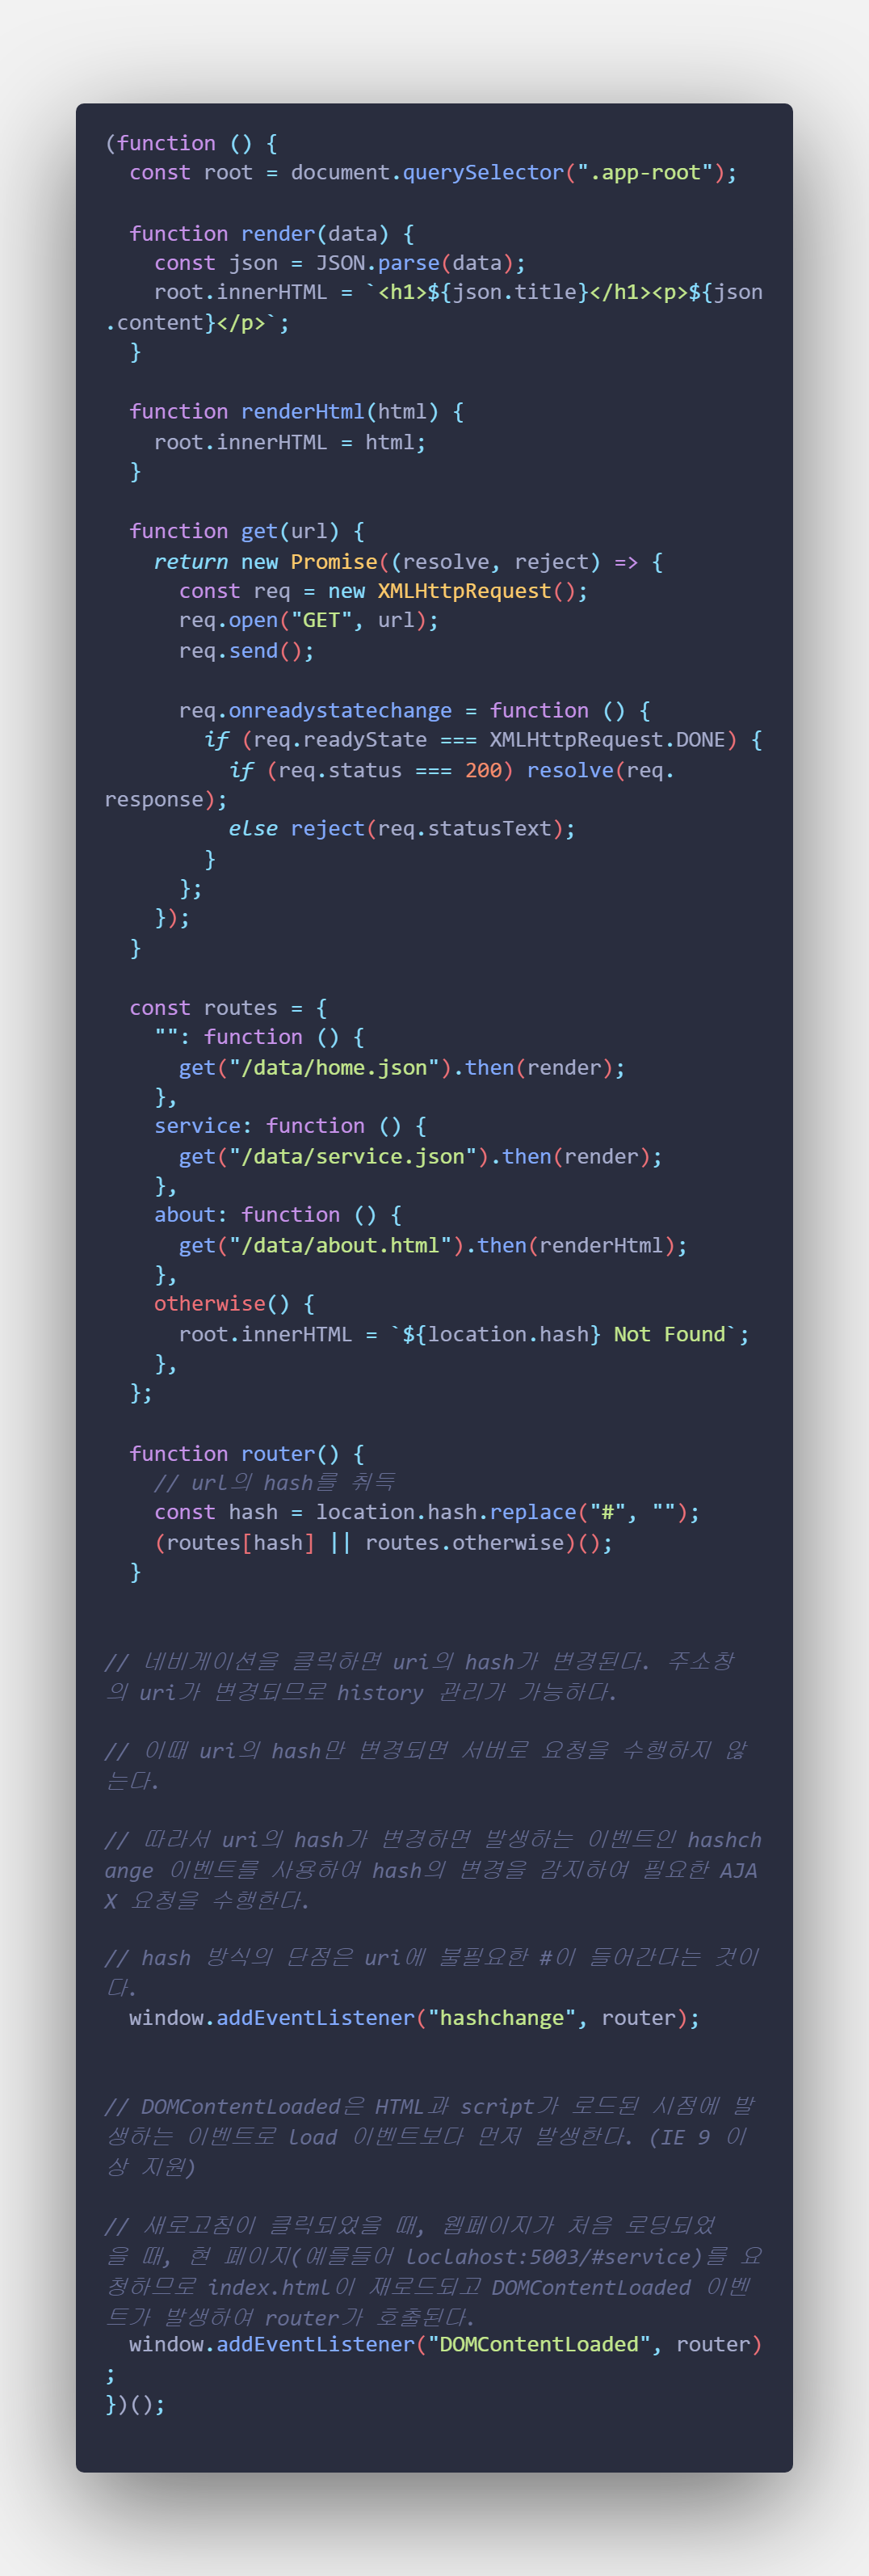 (function () {
  const root = document.querySelector(".app-root");

  function render(data) {
    const json = JSON.parse(data);
    root.innerHTML = `<h1>${json.title}</h1><p>${json
.content}</p>`;
  }

  function renderHtml(html) {
    root.innerHTML = html;
  }

  function get(url) {
    return new Promise((resolve, reject) => {
      const req = new XMLHttpRequest();
      req.open("GET", url);
      req.send();

      req.onreadystatechange = function () {
        if (req.readyState === XMLHttpRequest.DONE) {
          if (req.status === 200) resolve(req.
response);
          else reject(req.statusText);
        }
      };
    });
  }

  const routes = {
    "": function () {
      get("/data/home.json").then(render);
    },
    service: function () {
      get("/data/service.json").then(render);
    },
    about: function () {
      get("/data/about.html").then(renderHtml);
    },
    otherwise() {
      root.innerHTML = `${location.hash} Not Found`;
    },
  };

  function router() {
    // url의 hash를 취득
    const hash = location.hash.replace("#", "");
    (routes[hash] || routes.otherwise)();
  }


// 네비게이션을 클릭하면 uri의 hash가 변경된다. 주소창
의 uri가 변경되므로 history 관리가 가능하다.

// 이때 uri의 hash만 변경되면 서버로 요청을 수행하지 않
는다.

// 따라서 uri의 hash가 변경하면 발생하는 이벤트인 hashch
ange 이벤트를 사용하여 hash의 변경을 감지하여 필요한 AJA
X 요청을 수행한다.

// hash 방식의 단점은 uri에 불필요한 #이 들어간다는 것이
다.
  window.addEventListener("hashchange", router);


// DOMContentLoaded은 HTML과 script가 로드된 시점에 발
생하는 이벤트로 load 이벤트보다 먼저 발생한다. (IE 9 이
상 지원)

// 새로고침이 클릭되었을 때, 웹페이지가 처음 로딩되었
을 때, 현 페이지(예를들어 loclahost:5003/#service)를 요
청하므로 index.html이 재로드되고 DOMContentLoaded 이벤
트가 발생하여 router가 호출된다.
  window.addEventListener("DOMContentLoaded", router)
;
})();